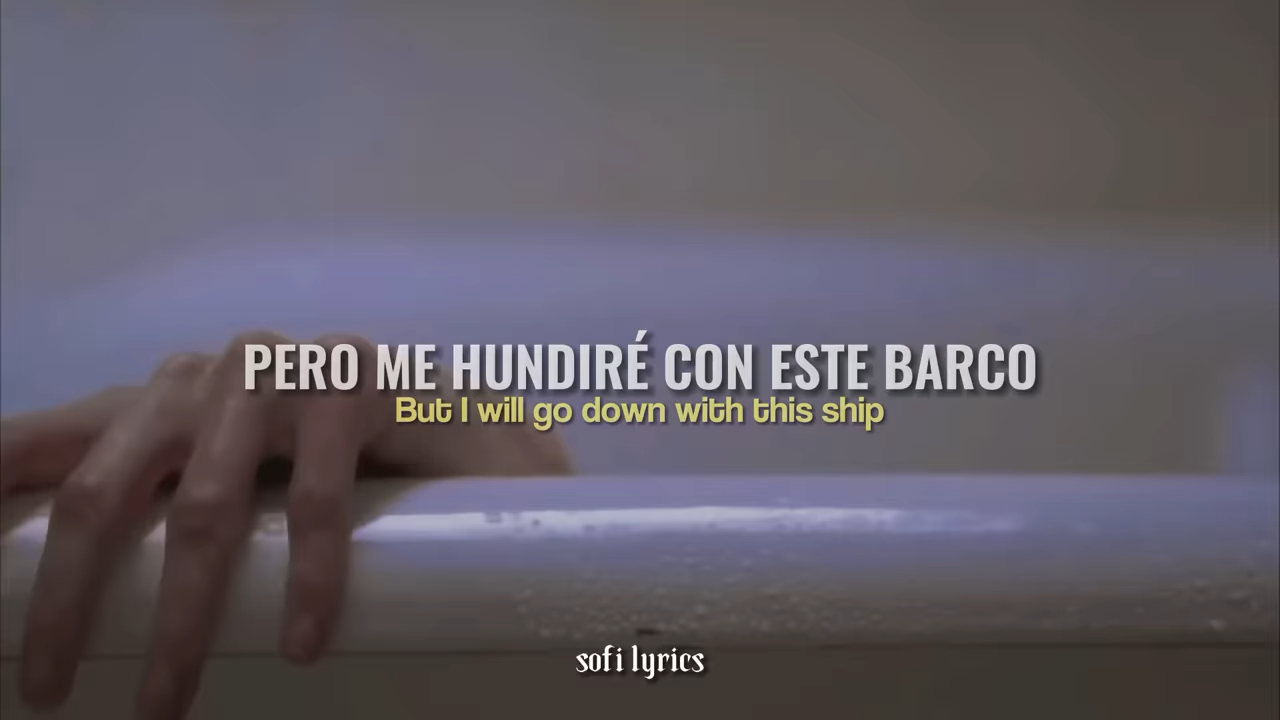 PERO ME HUNDIRÉ CON ESTE BARCO
But I will go down with this ship
sofi lyrics